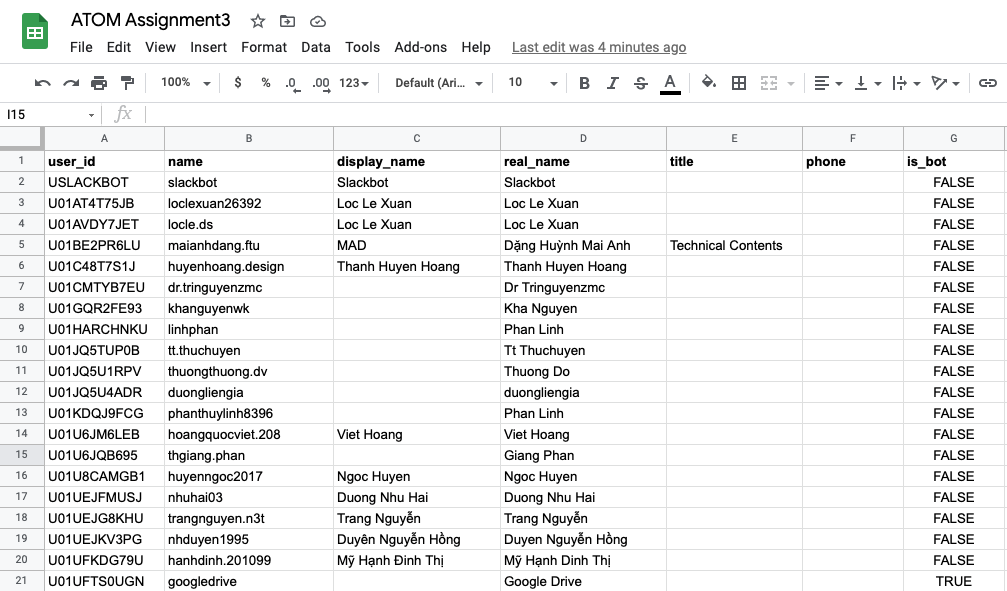 ATOM Assignment3
File Edit View Insert Format Data Tools Add-ons Help Last edit was 4 minutes ago
100% $ % .0 .00 123 Default (Ari... 10 B I S A
I15 fx
A B C D E F G
1 user_id name display_name real_name title phone is_bot
2 USLACKBOT slackbot Slackbot Slackbot FALSE
3 U01AT4T75JB loclexuan26392 Loc Le Xuan Loc Le Xuan FALSE
4 U01AVDY7JET locle.ds Loc Le Xuan Loc Le Xuan FALSE
5 U01BE2PR6LU maianhdang.ftu MAD Dặng Huỳnh Mai Anh Technical Contents FALSE
6 U01C48T7S1J huyenhoang.design Thanh Huyen Hoang Thanh Huyen Hoang FALSE
7 U01CMTYB7EU dr.tringuyenzmc Dr Tringuyenzmc FALSE
8 U01GQR2FE93 khanguyenwk Kha Nguyen FALSE
9 U01HARCHNKU linhphan Phan Linh FALSE
10 U01JQ5TUP0B tt.thuchuyen Tt Thuchuyen FALSE
11 U01JQ5U1RPV thuongthuong.dv Thuong Do FALSE
12 U01JQ5U4ADR duongliengia duongliengia FALSE
13 U01KDQJ9FCG phanthuylinh8396 Phan Linh FALSE
14 U01U6JM6LEB hoangquocviet.208 Viet Hoang Viet Hoang FALSE
15 U01U6JQB695 thgiang.phan Giang Phan FALSE
16 U01U8CAMGB1 huyenngoc2017 Ngoc Huyen Ngoc Huyen FALSE
17 U01UEJFMUSJ nhuhai03 Duong Nhu Hai Duong Nhu Hai FALSE
18 U01UEJG8KHU trangnguyen.n3t Trang Nguyễn Trang Nguyễn FALSE
19 U01UEJKV3PG nhduyen1995 Duyên Nguyễn Hồng Duyen Nguyễn Hồng FALSE
20 U01UFKDG79U hanhdinh.201099 Mỹ Hạnh Đinh Thị Mỹ Hạnh Dinh Thị FALSE
21 U01UFTS0UGN googledrive Google Drive TRUE